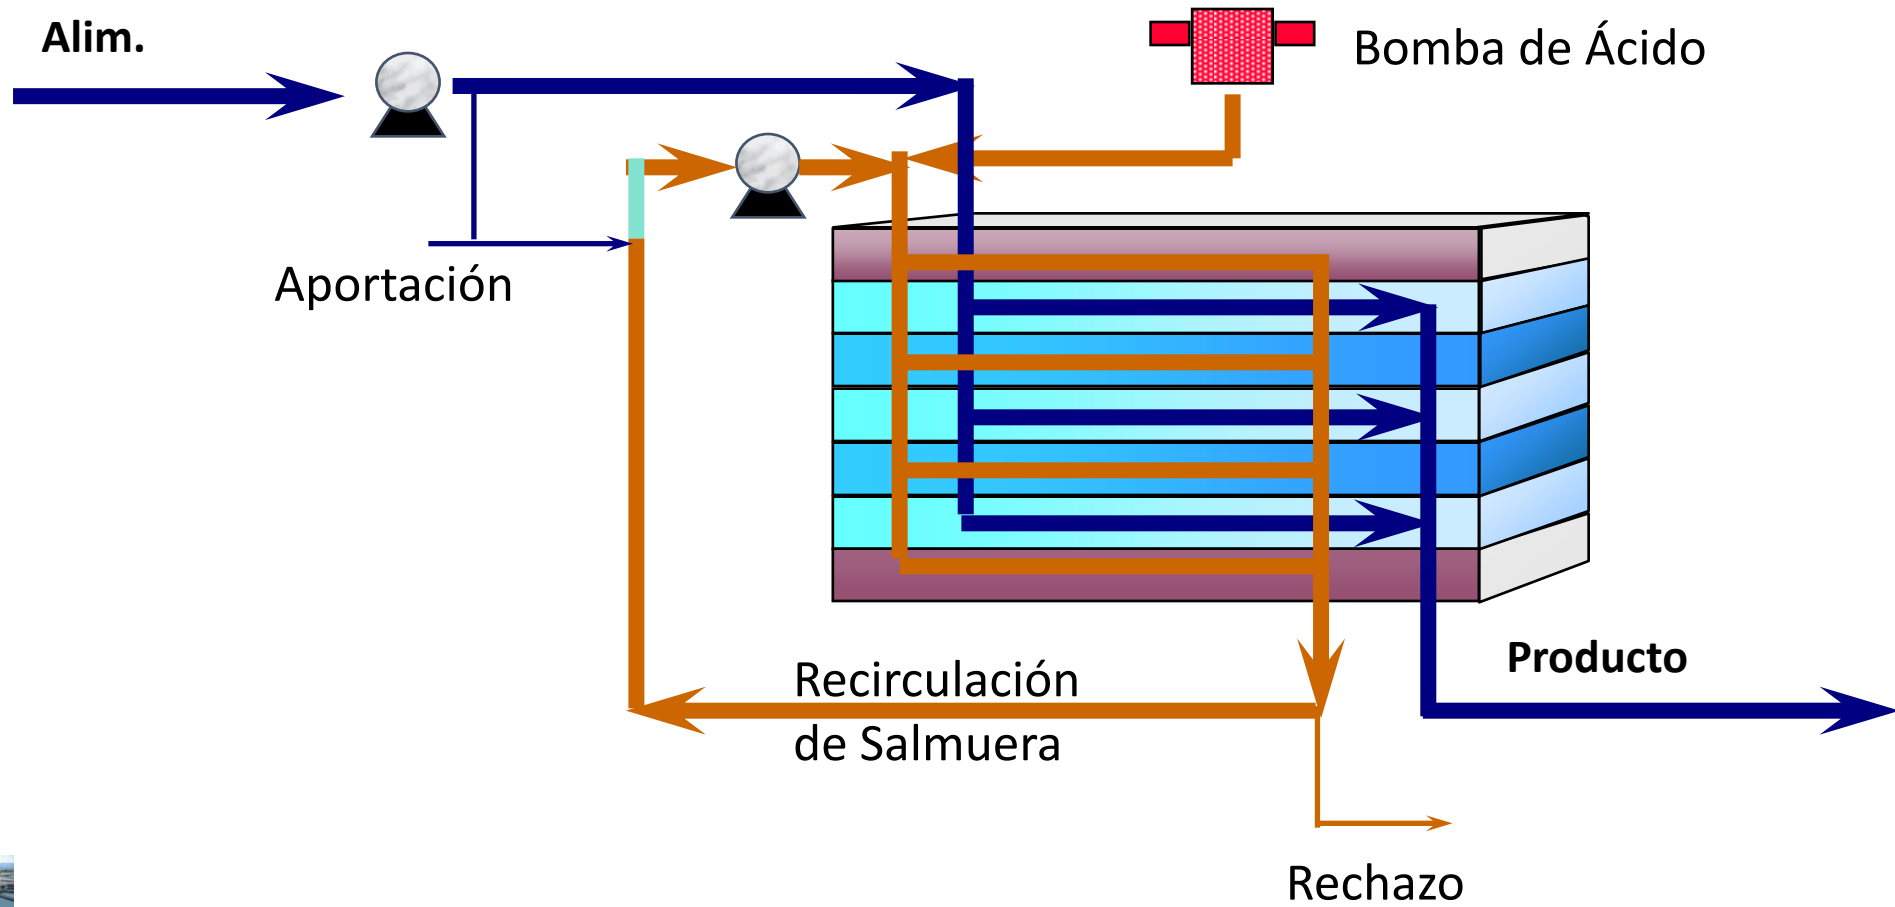 Alim.
Bomba de Ácido
Aportación
Recirculación
de Salmuera
Producto
Rechazo